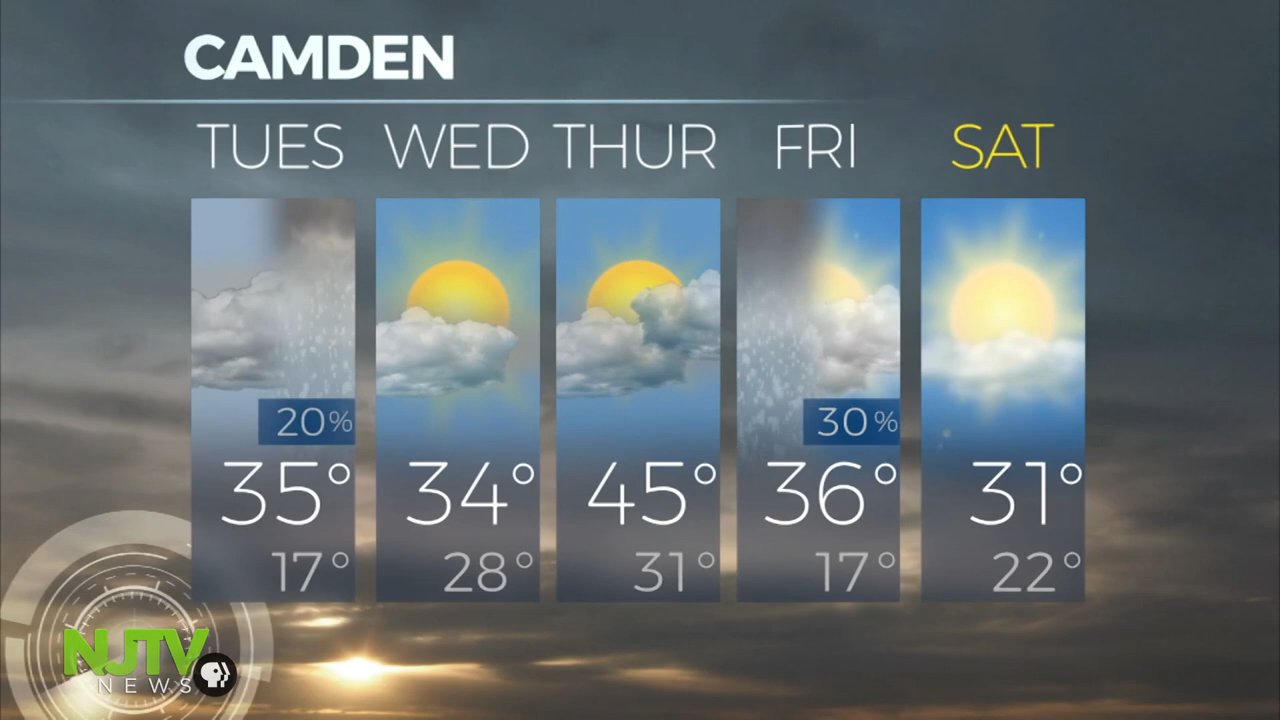 CAMDEN
TUES WED THUR FRI SAT
20% 30%
35° 34° 45° 36° 31°
17° 28° 31° 17° 22°
NJTV
NEWS